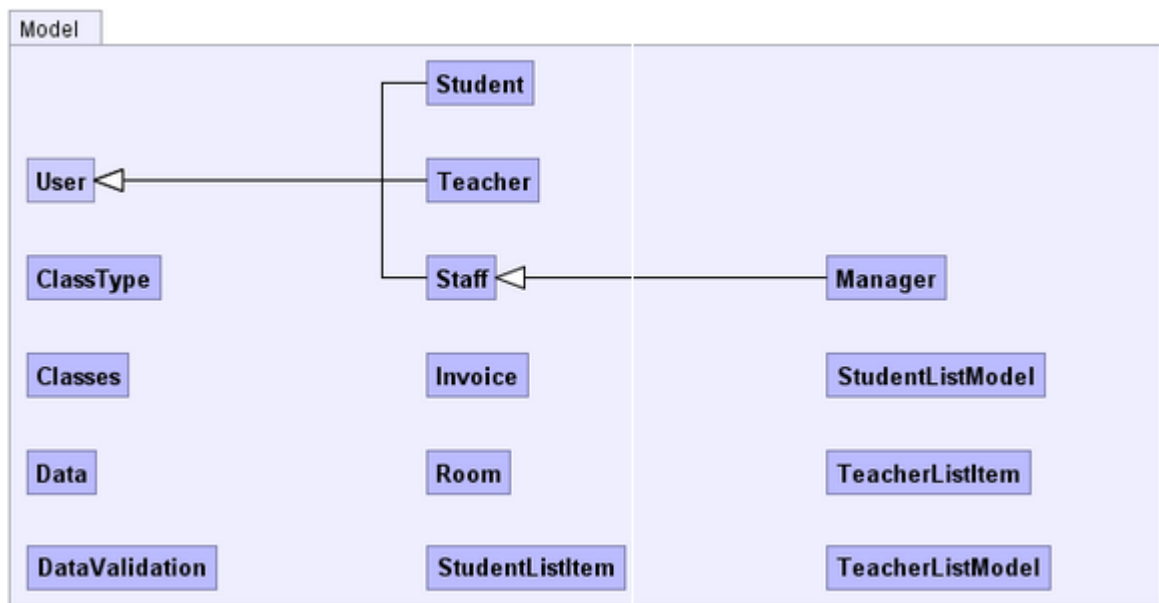 Model
Student
User
Teacher
ClassType
Staff
Manager
Classes
Invoice
StudentListModel
Data
Room
TeacherListItem
DataValidation
StudentListItem
TeacherListModel